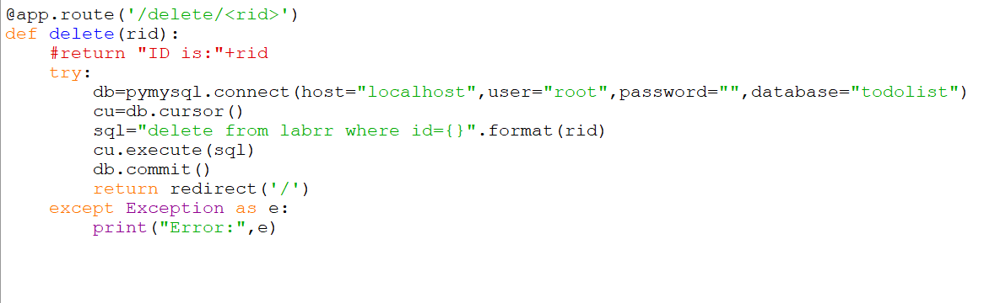 @app.route('/delete/<rid>')
def delete(rid):
    #return "ID is:"+rid
    try:
        db=pymysql.connect(host="localhost",user="root",password="",database="todolist")
        cu=db.cursor()
        sql="delete from labrr where id={}".format(rid)
        cu.execute(sql)
        db.commit()
        return redirect('/')
    except Exception as e:
        print("Error:",e)